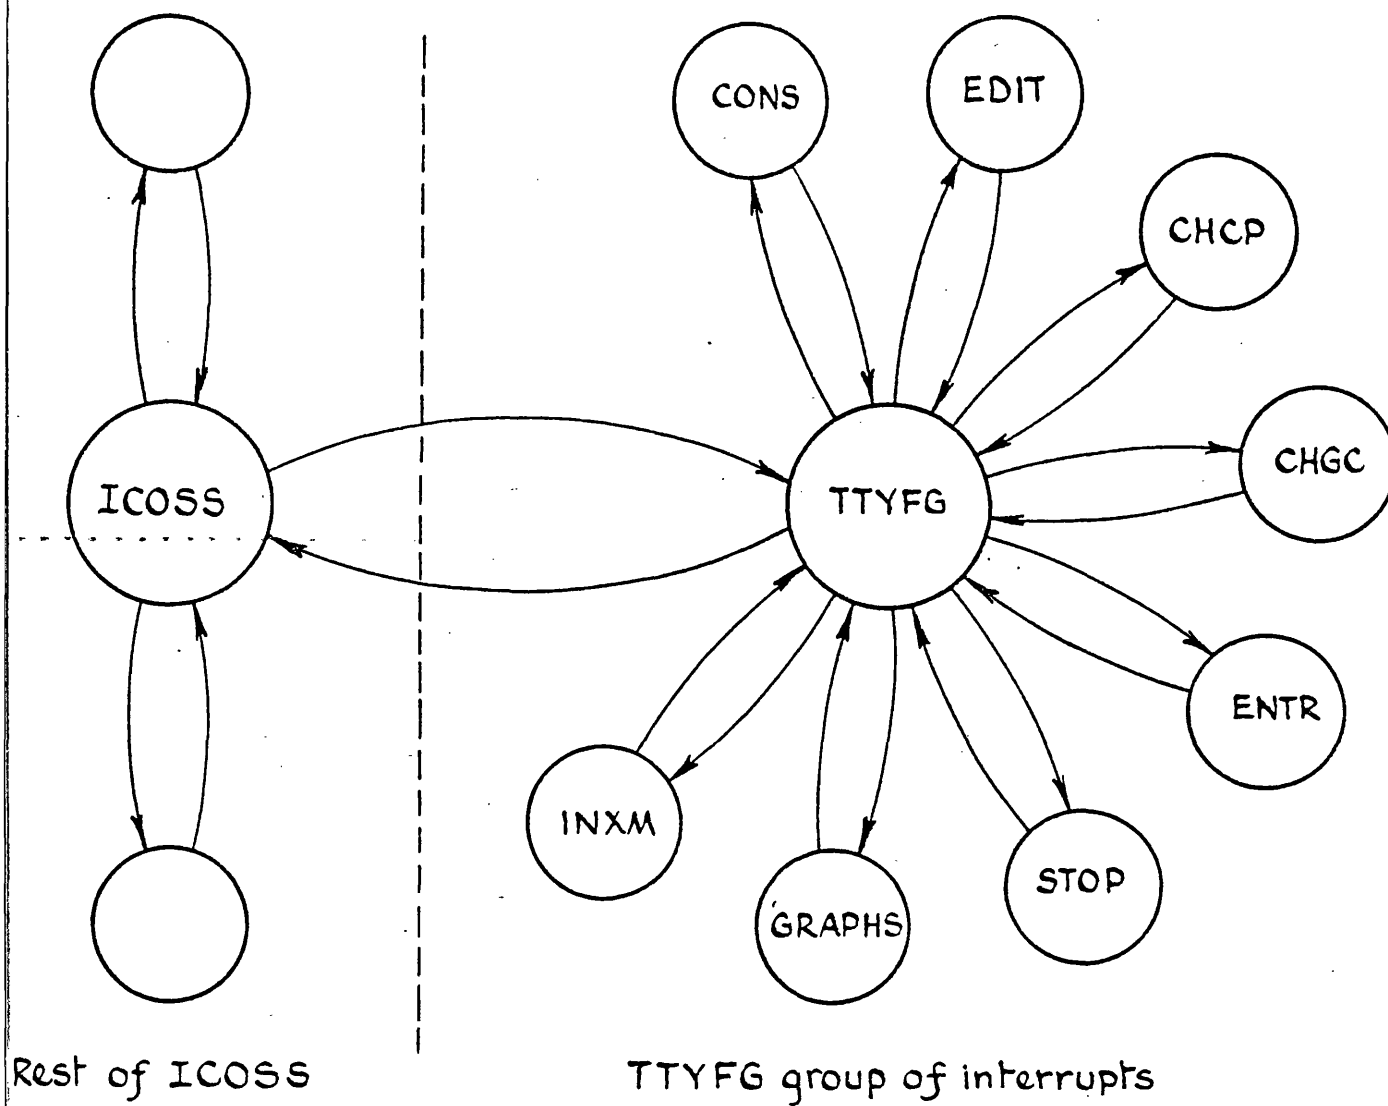 CONS
EDIT
CHCP
CHGC
ICOSS
TTYFG
ENTR
INXM
STOP
GRAPHS
Rest of ICOSS
TTYFG group of interrupts